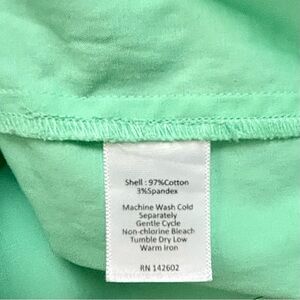 Shell : 97%Cotton
3%Spandex
Machine Wash Cold
Separately
Gentle Cycle
Non-chlorine Bleach
Tumble Dry Low
Warm Iron
RN 142602